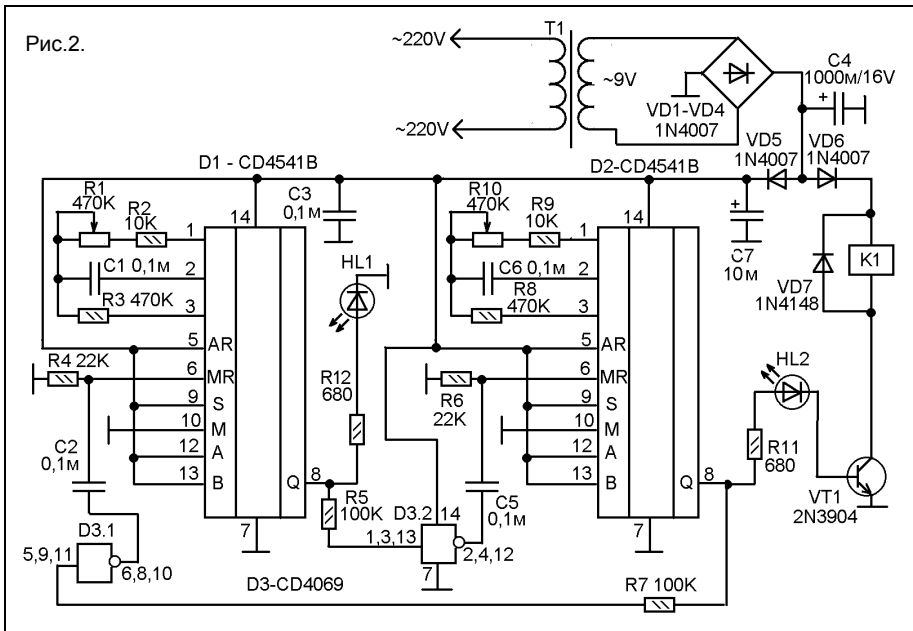 Рис.2.
~220V
T1
~220V
~9V
VD1-VD4
1N4007
C4
1000м/16V
+
D1 - CD4541B
D2-CD4541B
VD5
1N4007
VD6
1N4007
R1
470K
R2
10K
14
C3
0,1м
R10
470K
R9
10K
14
+
C7
10м
1
2
3
C1 0,1м
R3 470K
HL1
1
2
3
C6 0,1м
R8
470K
VD7
1N4148
K1
5
AR
6
MR
9
S
10
M
12
A
13
B
R4 22K
C2
0,1м
R12
680
Q
8
7
R5
100K
5
AR
6
MR
9
S
10
M
12
A
13
B
R6
22K
C5
0,1м
Q
8
7
HL2
R11
680
VT1
2N3904
D3.1
5,9,11
6,8,10
D3.2
14
1,3,13
2,4,12
7
D3-CD4069
R7 100K